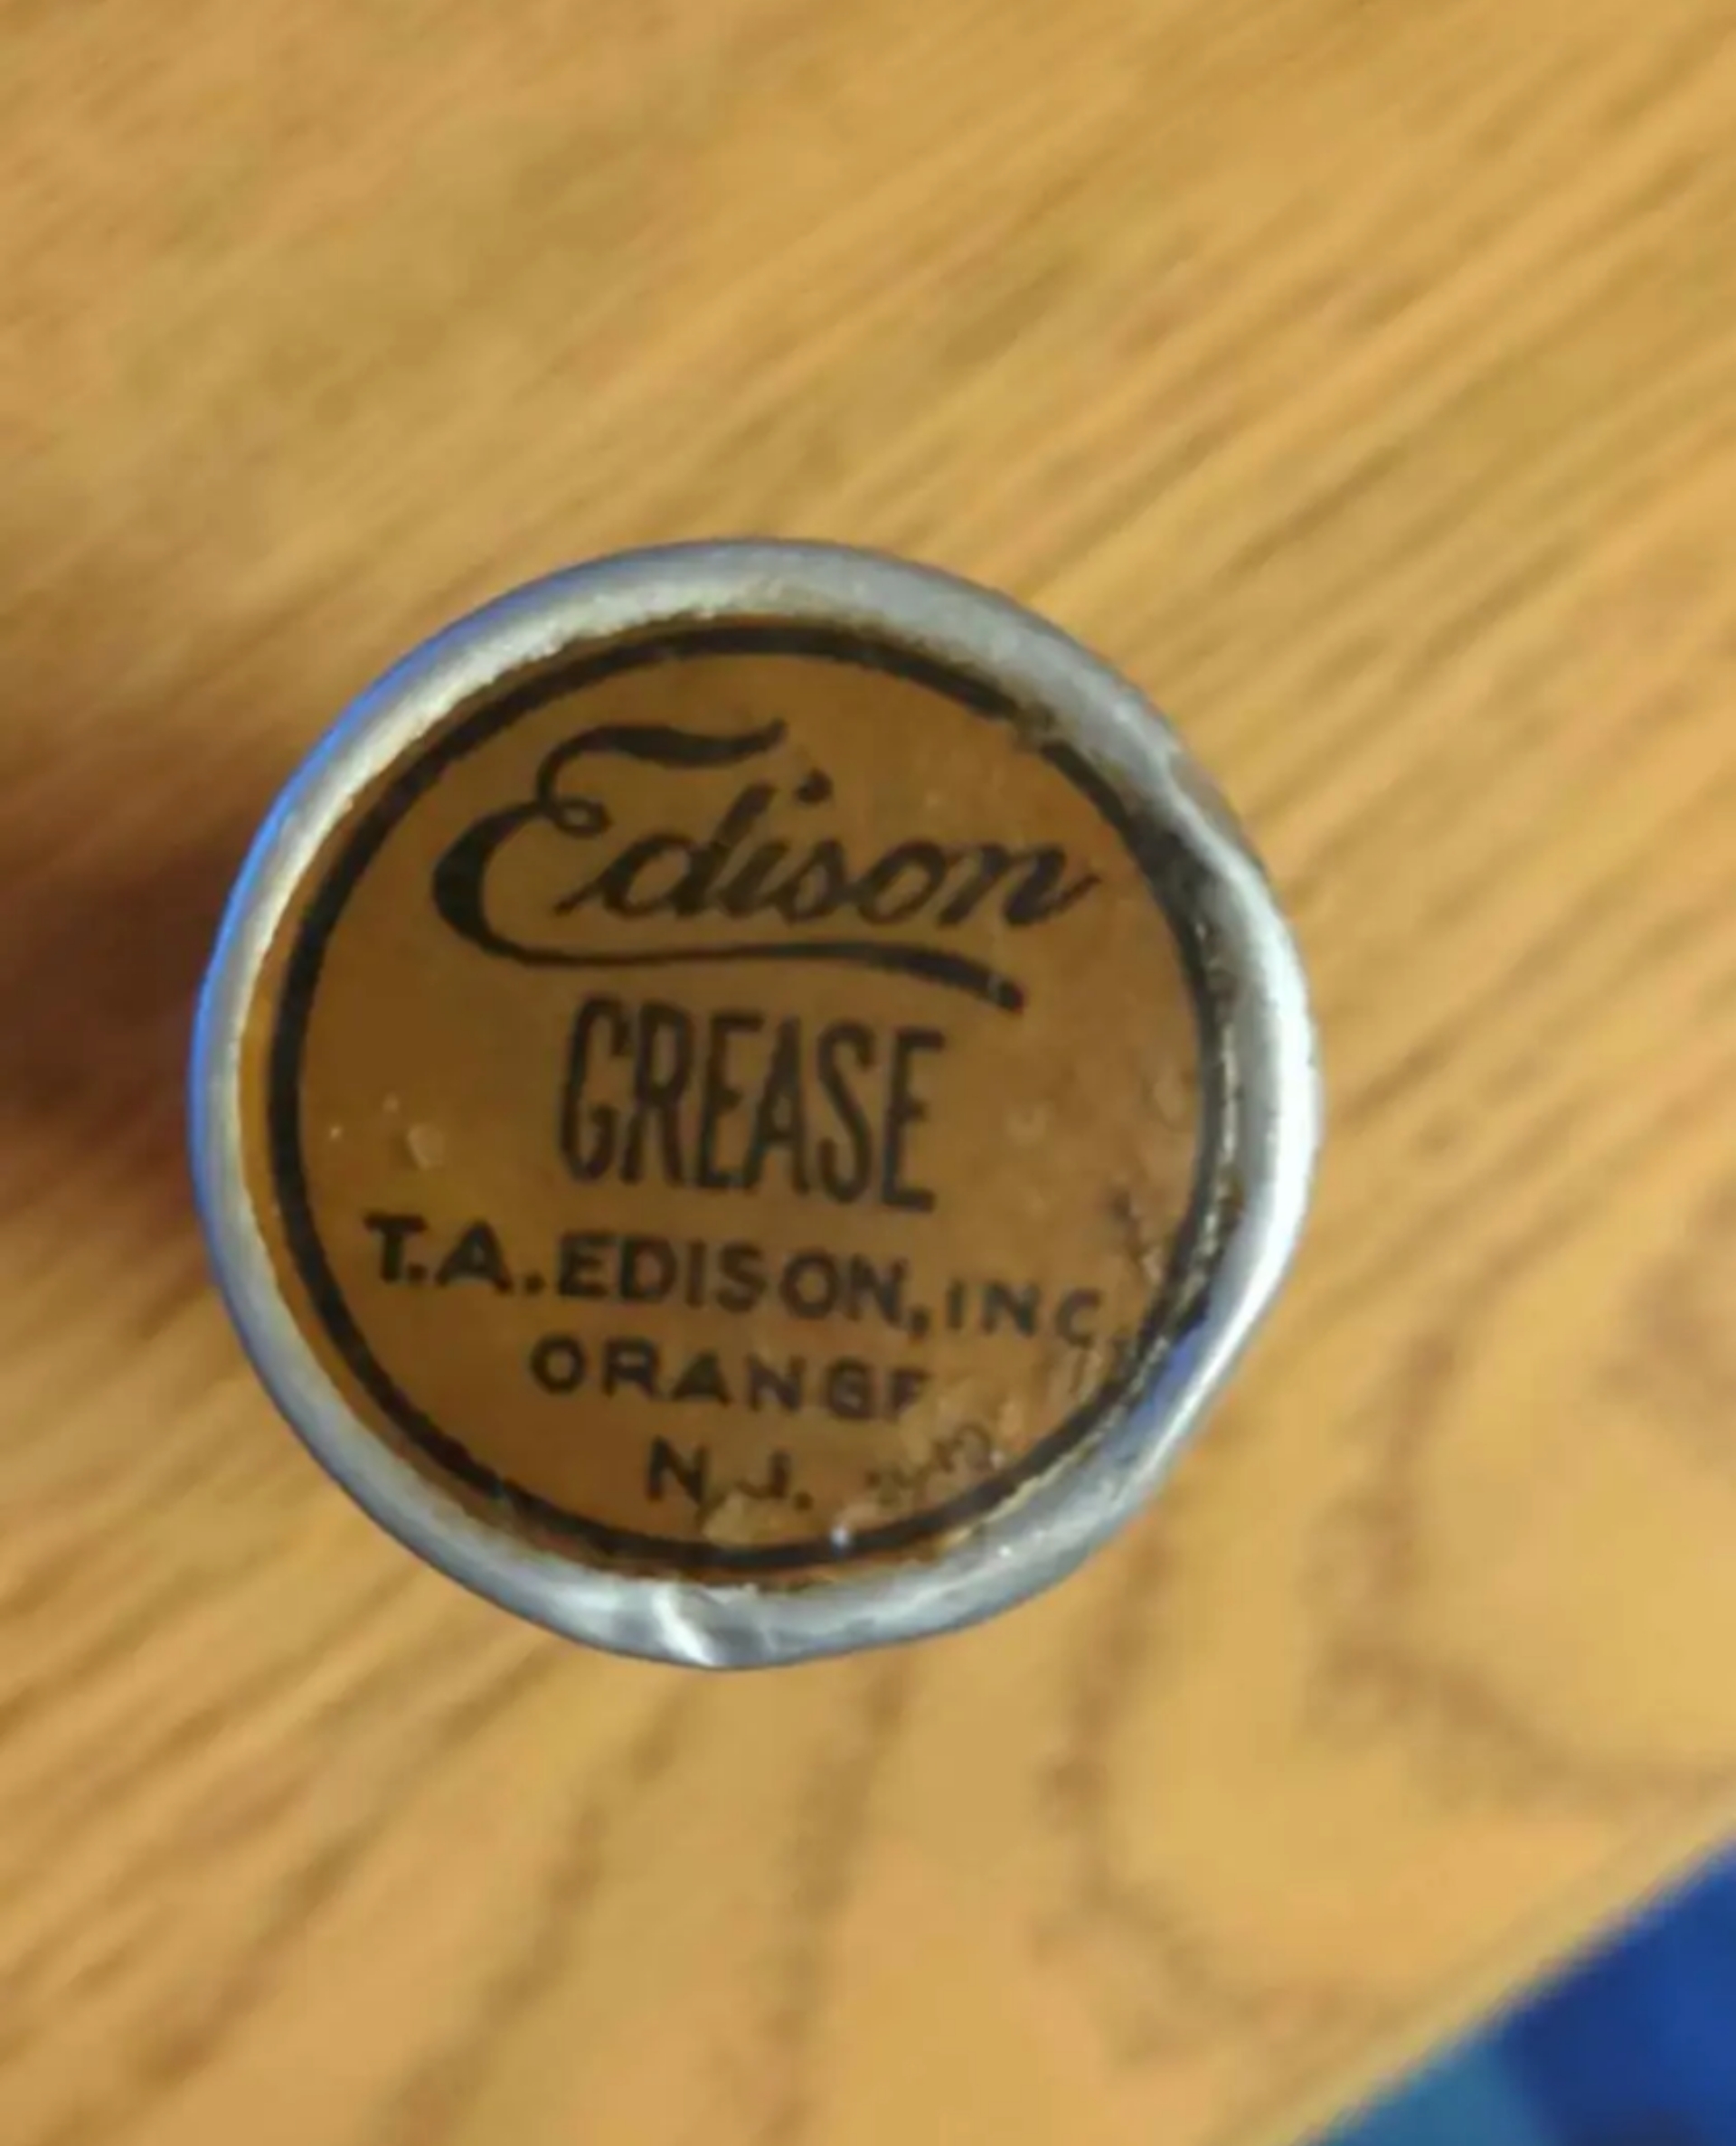 Edison
GREASE
T.A. EDISON, INC.
ORANGE
N.J.